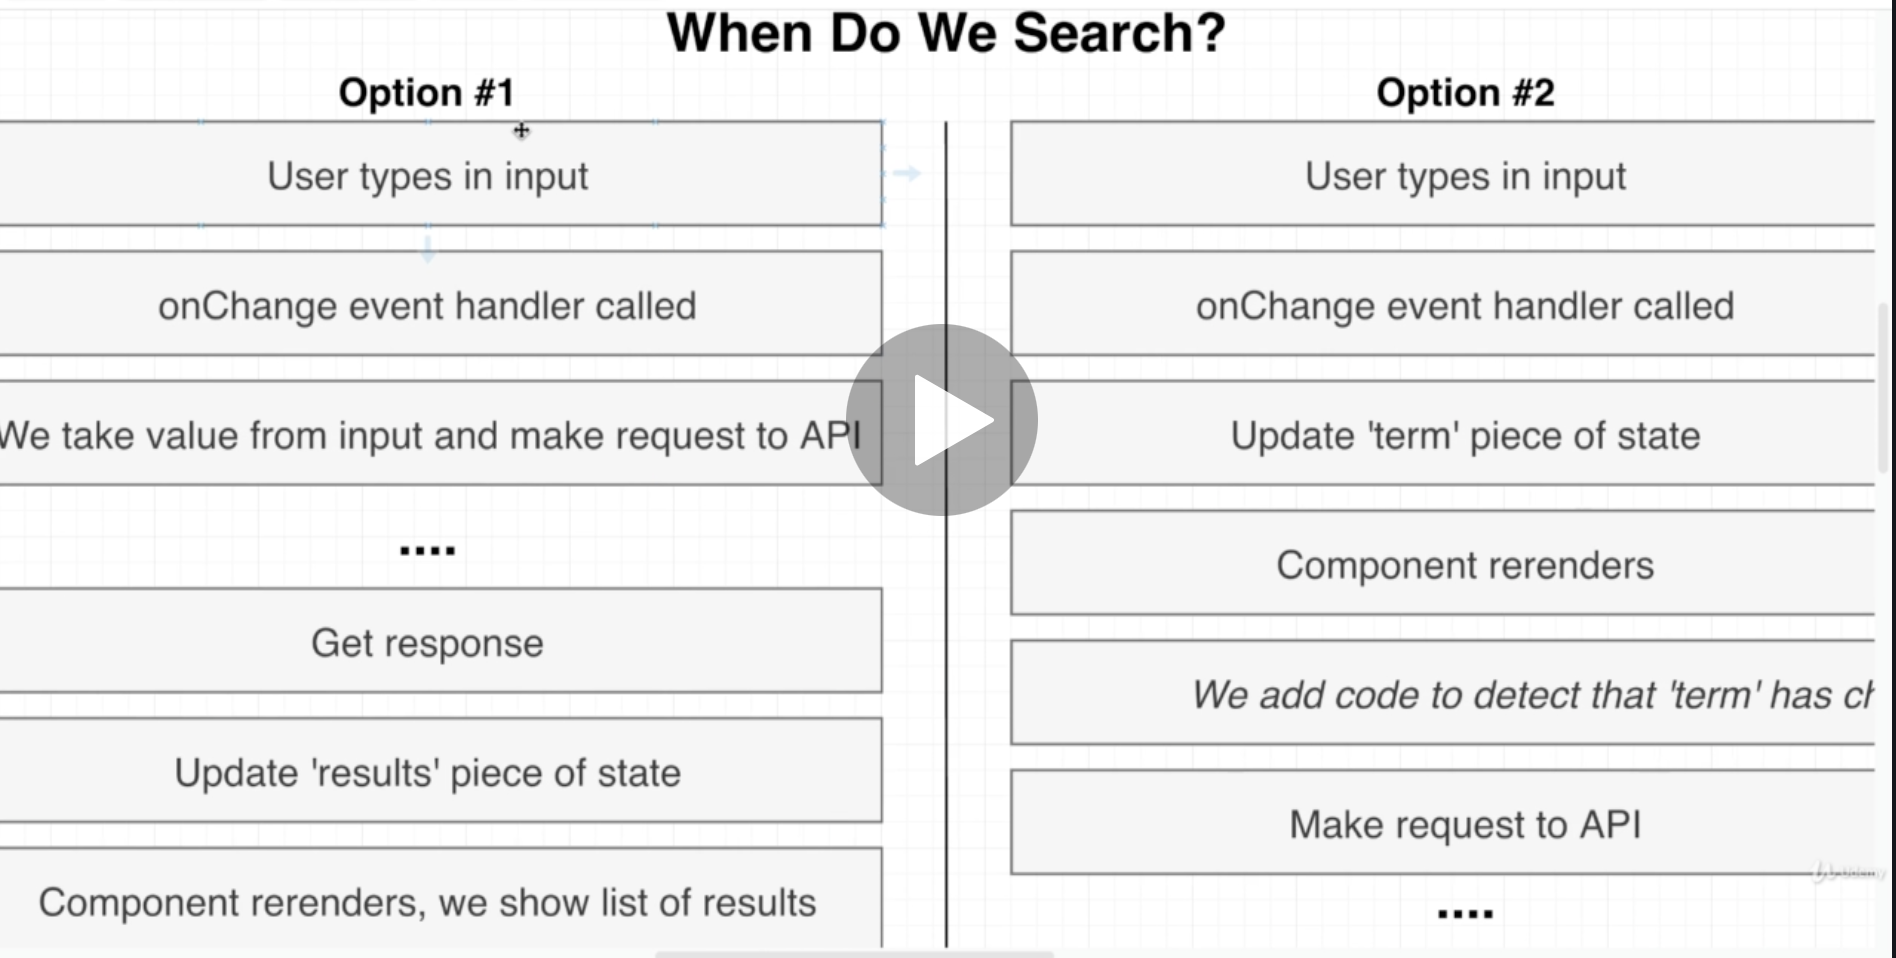 When Do We Search?
Option #1
User types in input
onChange event handler called
We take value from input and make request to API
....
Get response
Update 'results' piece of state
Component rerenders, we show list of results
Option #2
User types in input
onChange event handler called
Update 'term' piece of state
Component rerenders
We add code to detect that 'term' has ch
Make request to API
....
Udemy